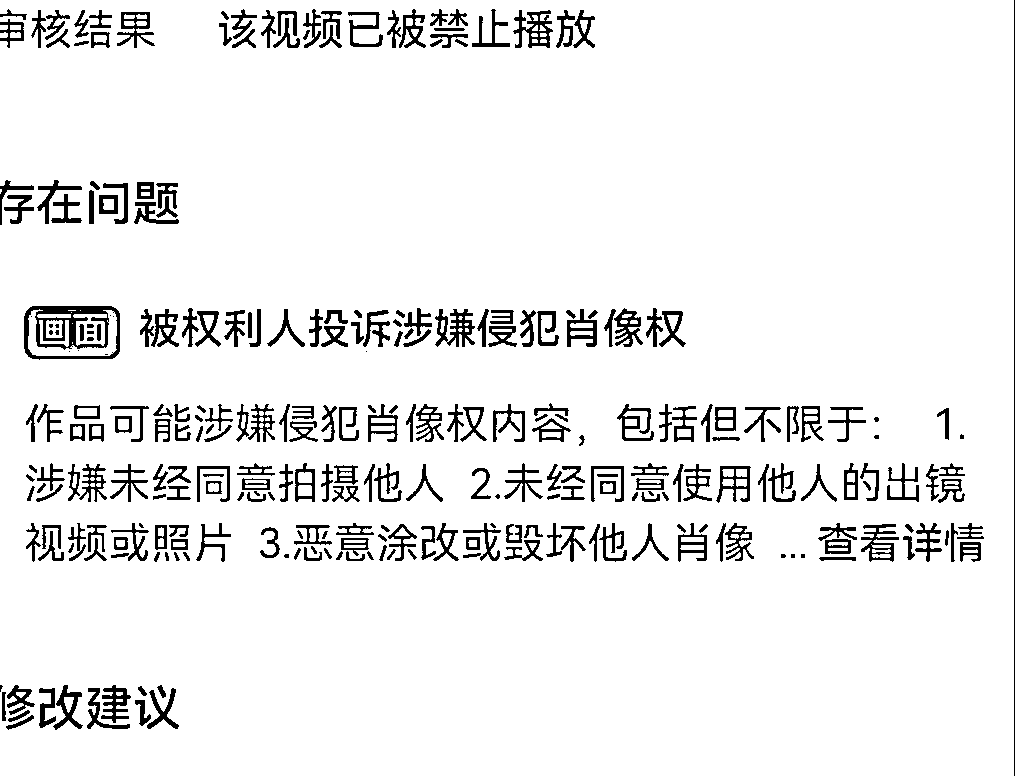 审核结果 该视频已被禁止播放
存在问题
画面 被权利人投诉涉嫌侵犯肖像权
作品可能涉嫌侵犯肖像权内容，包括但不限于： 1.
涉嫌未经同意拍摄他人 2.未经同意使用他人的出镜
视频或照片 3.恶意涂改或毁坏他人肖像 ... 查看详情
修改建议